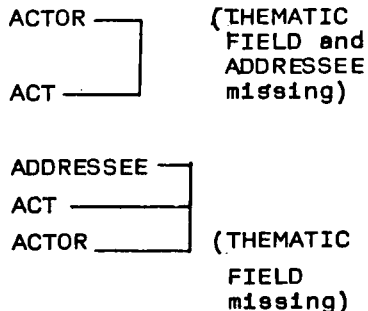 ACTOR (THEMATIC
FIELD and
ADDRESSEE
ACT missing)
ADDRESSEE
ACT
ACTOR (THEMATIC
FIELD
missing)